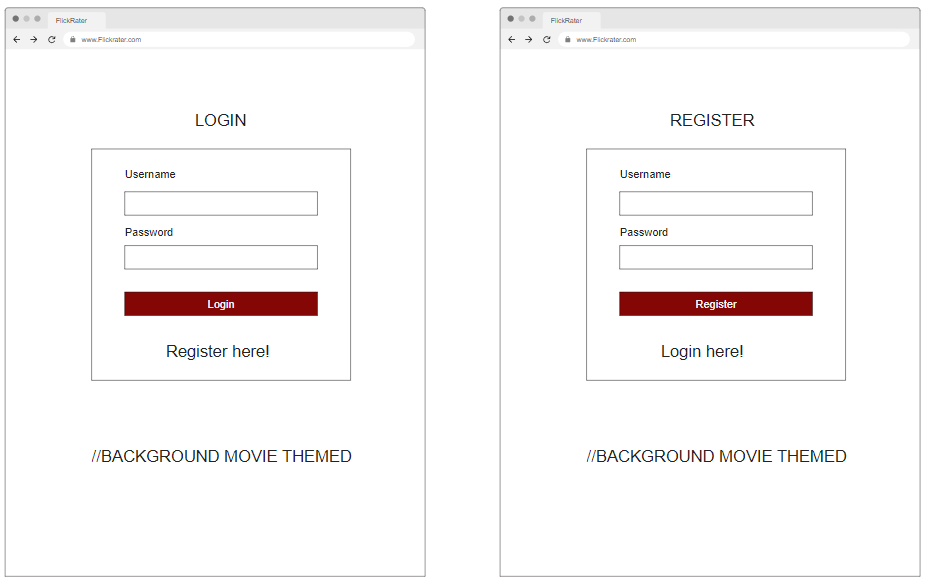 FlickRater
www.Flickrater.com
LOGIN
Username
Password
Login
Register here!
//BACKGROUND MOVIE THEMED
FlickRater
www.Flickrater.com
REGISTER
Username
Password
Register
Login here!
//BACKGROUND MOVIE THEMED